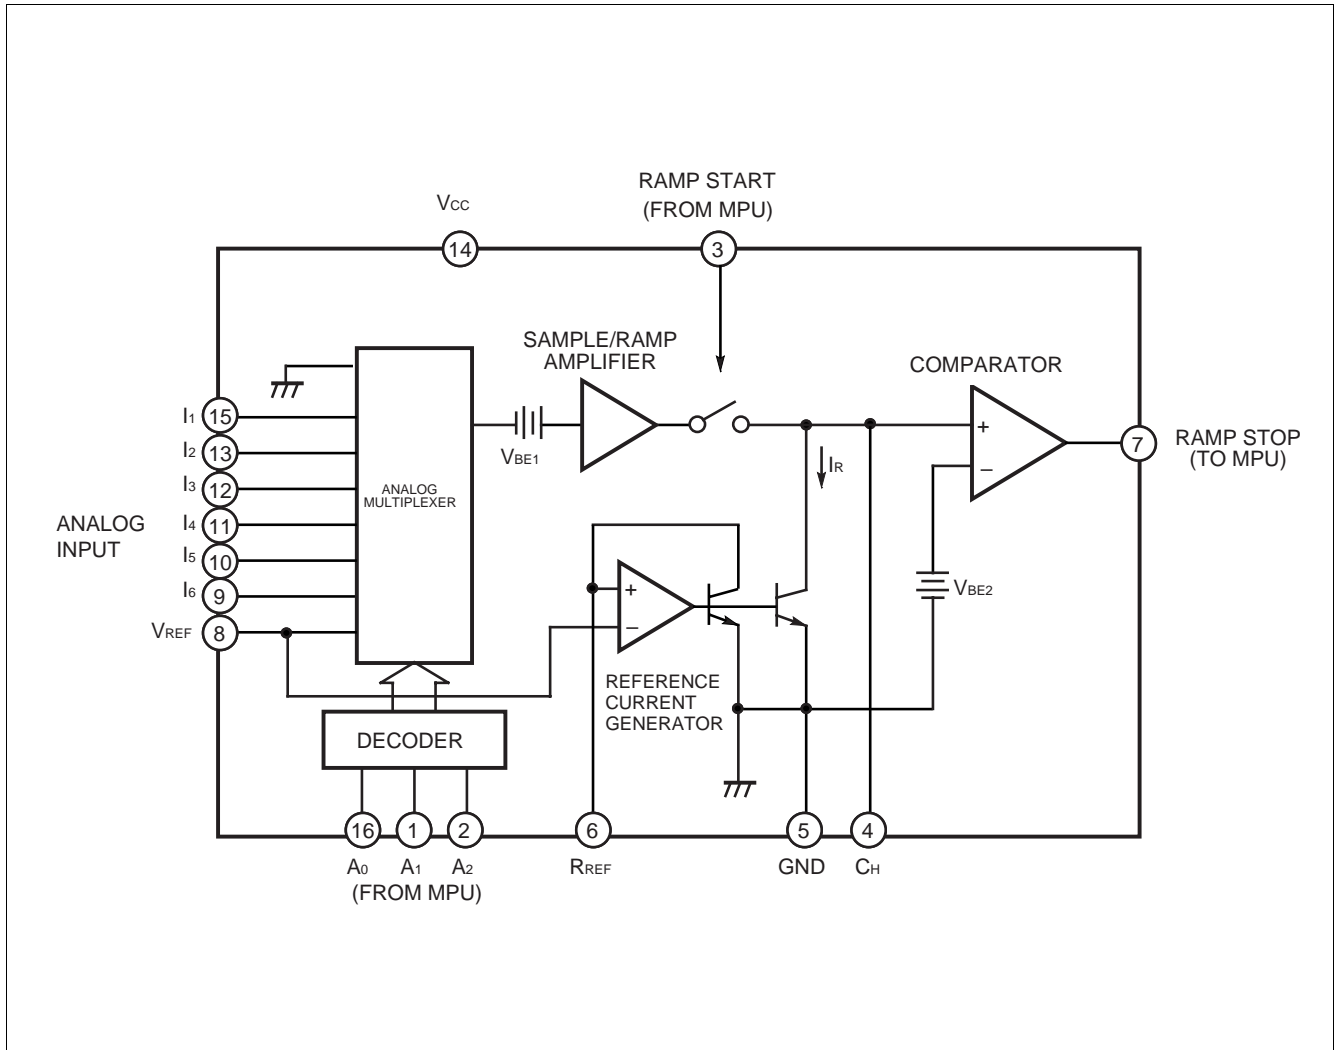 RAMP START
(FROM MPU)
VCC
14
3
SAMPLE/RAMP
AMPLIFIER
COMPARATOR
I1 15
I2 13
I3 12
I4 11
I5 10
I6 9
VREF 8
ANALOG
INPUT
ANALOG
MULTIPLEXER
VBE1
IR
+
–
7
RAMP STOP
(TO MPU)
+
–
VBE2
REFERENCE
CURRENT
GENERATOR
DECODER
16 1 2 6 5 4
A0 A1 A2 RREF GND CH
(FROM MPU)